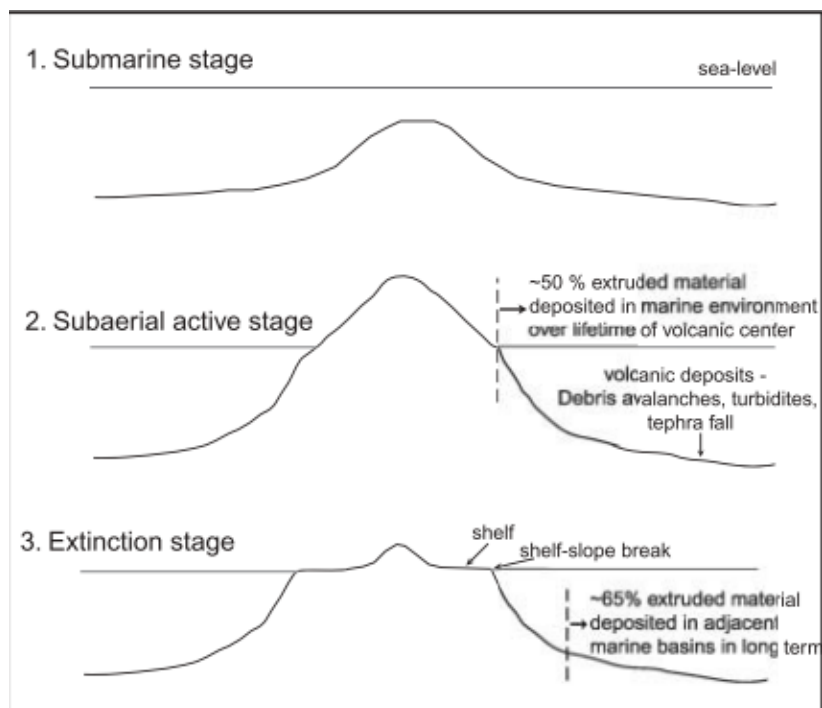 1. Submarine stage
sea-level
~50 % extruded material
deposited in marine environment
over lifetime of volcanic center
2. Subaerial active stage
volcanic deposits -
Debris avalanches, turbidites,
tephra fall
3. Extinction stage
shelf
shelf-slope break
~65% extruded material
deposited in adjacent
marine basins in long term